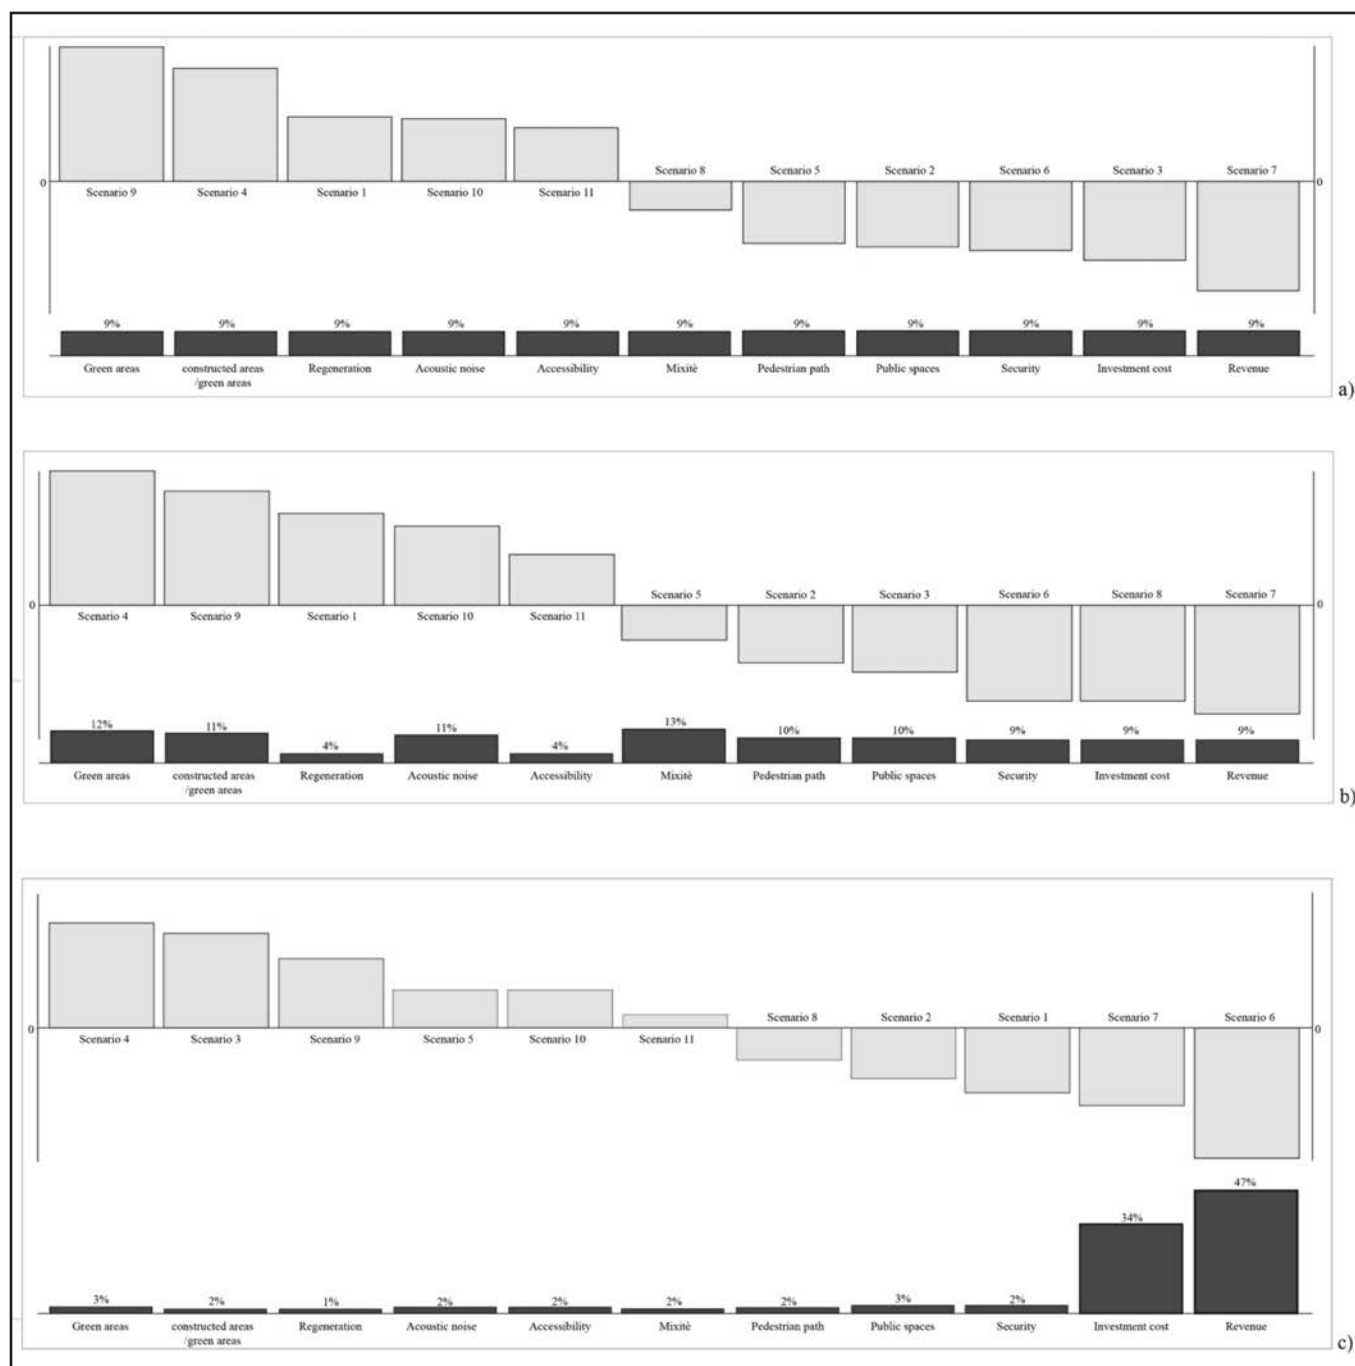 Scenario 8 Scenario 5 Scenario 2 Scenario 6 Scenario 3 Scenario 7
0 0
Scenario 9 Scenario 4 Scenario 1 Scenario 10 Scenario 11
9% 9% 9% 9% 9% 9% 9% 9% 9% 9% 9%
Green areas constructed areas Regeneration Acoustic noise Accessibility Mixitè Pedestrian path Public spaces Security Investment cost Revenue
/green areas
a)
Scenario 5 Scenario 2 Scenario 3 Scenario 6 Scenario 8 Scenario 7
0 0
Scenario 4 Scenario 9 Scenario 1 Scenario 10 Scenario 11
12% 11% 4% 11% 4% 13% 10% 10% 9% 9% 9%
Green areas constructed areas Regeneration Acoustic noise Accessibility Mixitè Pedestrian path Public spaces Security Investment cost Revenue
/green areas
b)
Scenario 8 Scenario 2 Scenario 1 Scenario 7 Scenario 6
0 0
Scenario 4 Scenario 3 Scenario 9 Scenario 5 Scenario 10 Scenario 11
3% 2% 1% 2% 2% 2% 2% 3% 2% 34% 47%
Green areas constructed areas Regeneration Acoustic noise Accessibility Mixitè Pedestrian path Public spaces Security Investment cost Revenue
/green areas
c)